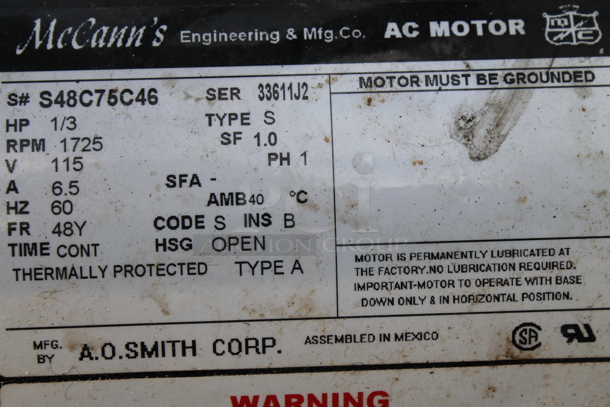 McCann's Engineering & Mfg. Co. AC MOTOR
S# S48C75C46 SER 33611J2
HP 1/3 TYPE S
RPM 1725 SF 1.0
V 115 PH 1
A 6.5 SFA -
HZ 60 AMB 40 °C
FR 48Y CODE S INS B
TIME CONT. HSG OPEN
THERMALLY PROTECTED TYPE A
MOTOR MUST BE GROUNDED
MOTOR IS PERMANENTLY LUBRICATED AT
THE FACTORY.NO LUBRICATION REQUIRED.
IMPORTANT-MOTOR TO OPERATE WITH BASE
DOWN ONLY & IN HORIZONTAL POSITION.
MFG. BY A.O.SMITH CORP. ASSEMBLED IN MEXICO
WARNING